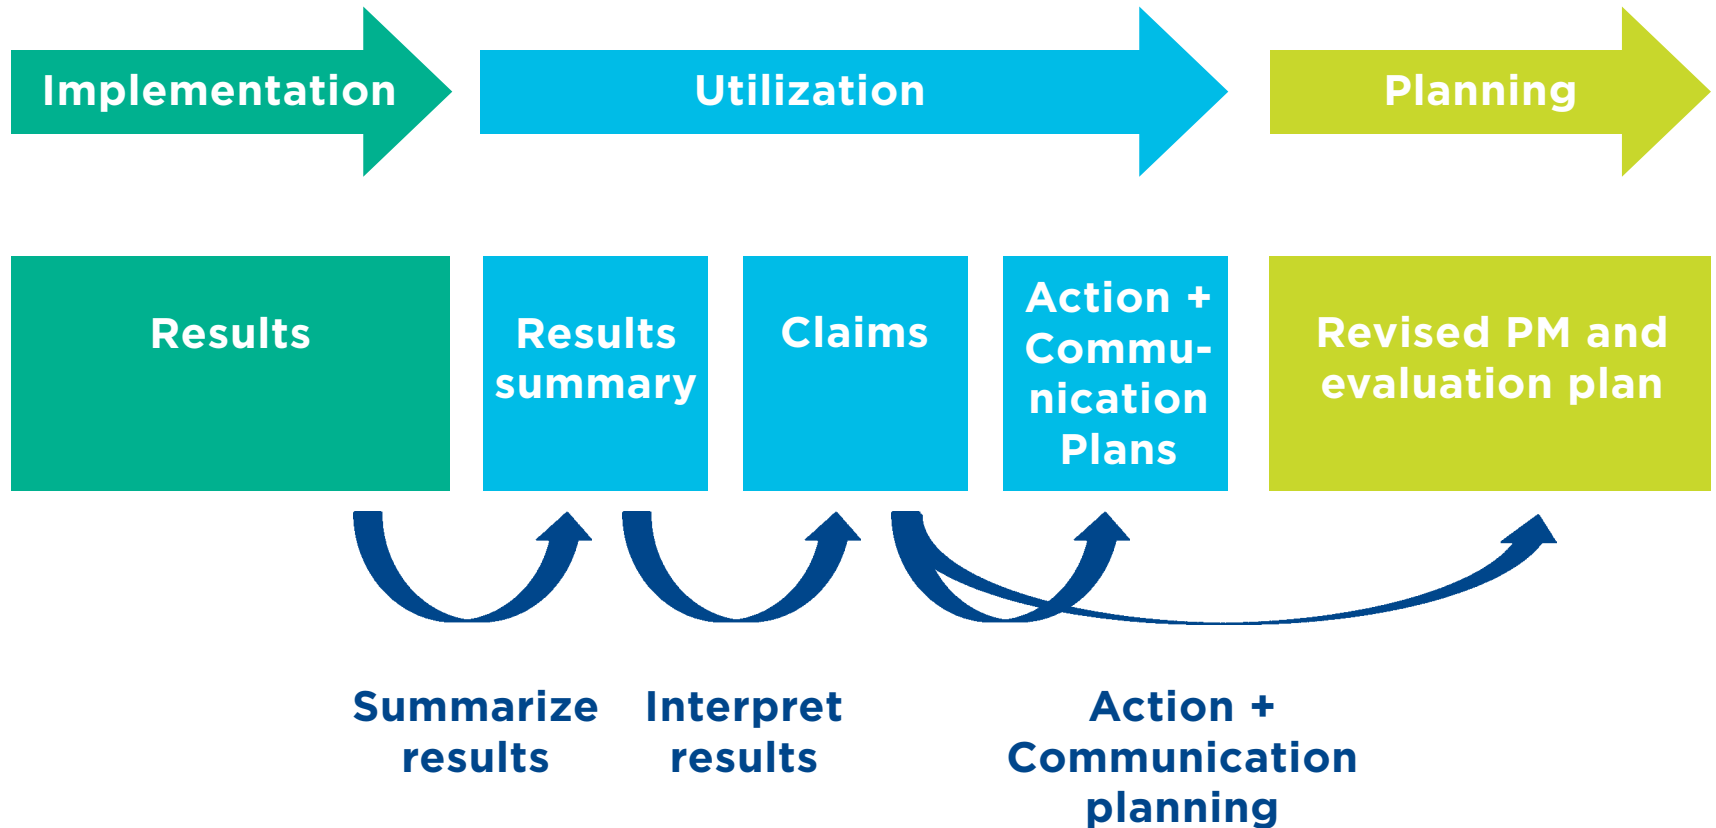 Implementation
Utilization
Planning
Results
Results
summary
Claims
Action +
Commu-
nication
Plans
Revised PM and
evaluation plan
Summarize
results
Interpret
results
Action +
Communication
planning